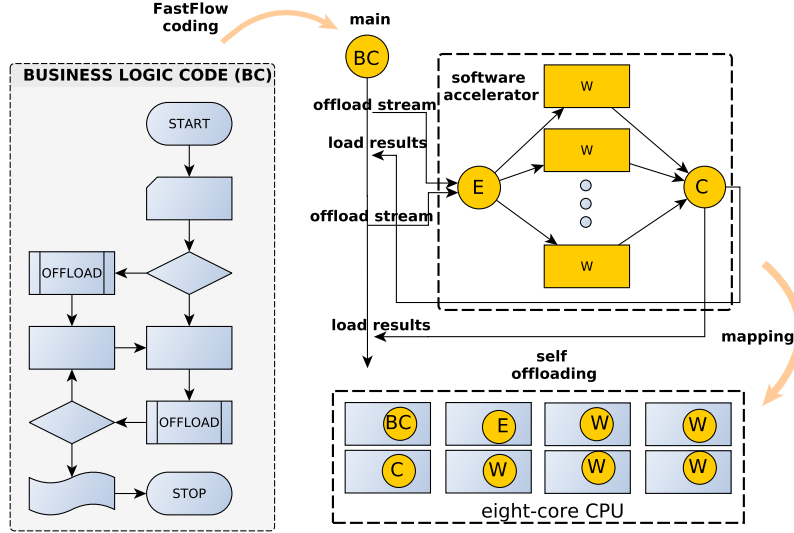 FastFlow
coding
main
BC
BUSINESS LOGIC CODE (BC)
START
OFFLOAD
OFFLOAD
STOP
software
accelerator
offload stream
load results
offload stream
load results
E
W
W
W
C
mapping
self
offloading
BC
E
W
W
C
W
W
W
eight-core CPU